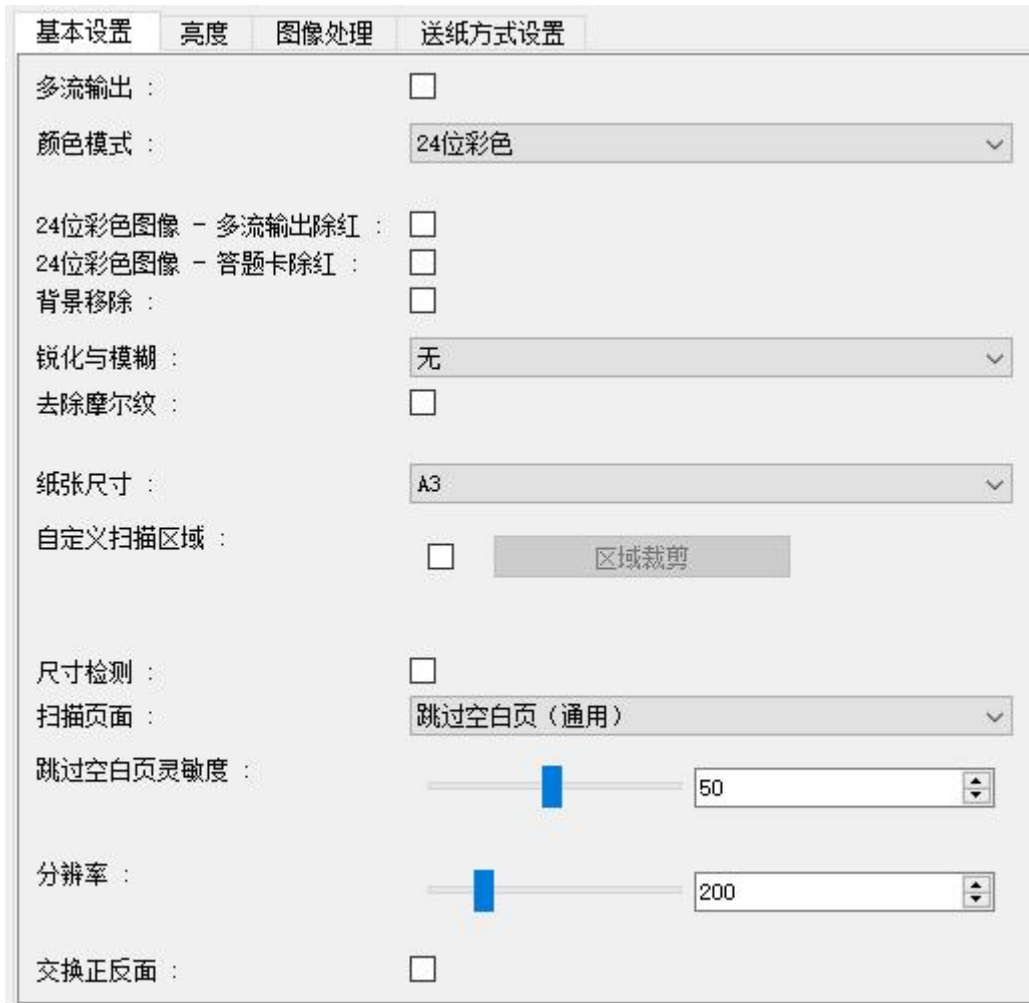 基本设置 亮度 图像处理 送纸方式设置
多流输出 :
颜色模式 : 24位彩色
24位彩色图像 - 多流输出除红 :
24位彩色图像 - 答题卡除红 :
背景移除 :
锐化与模糊 : 无
去除摩尔纹 :
纸张尺寸 : A3
自定义扫描区域 : 区域裁剪
尺寸检测 :
扫描页面 : 跳过空白页（通用）
跳过空白页灵敏度 : 50
分辨率 : 200
交换正反面 :